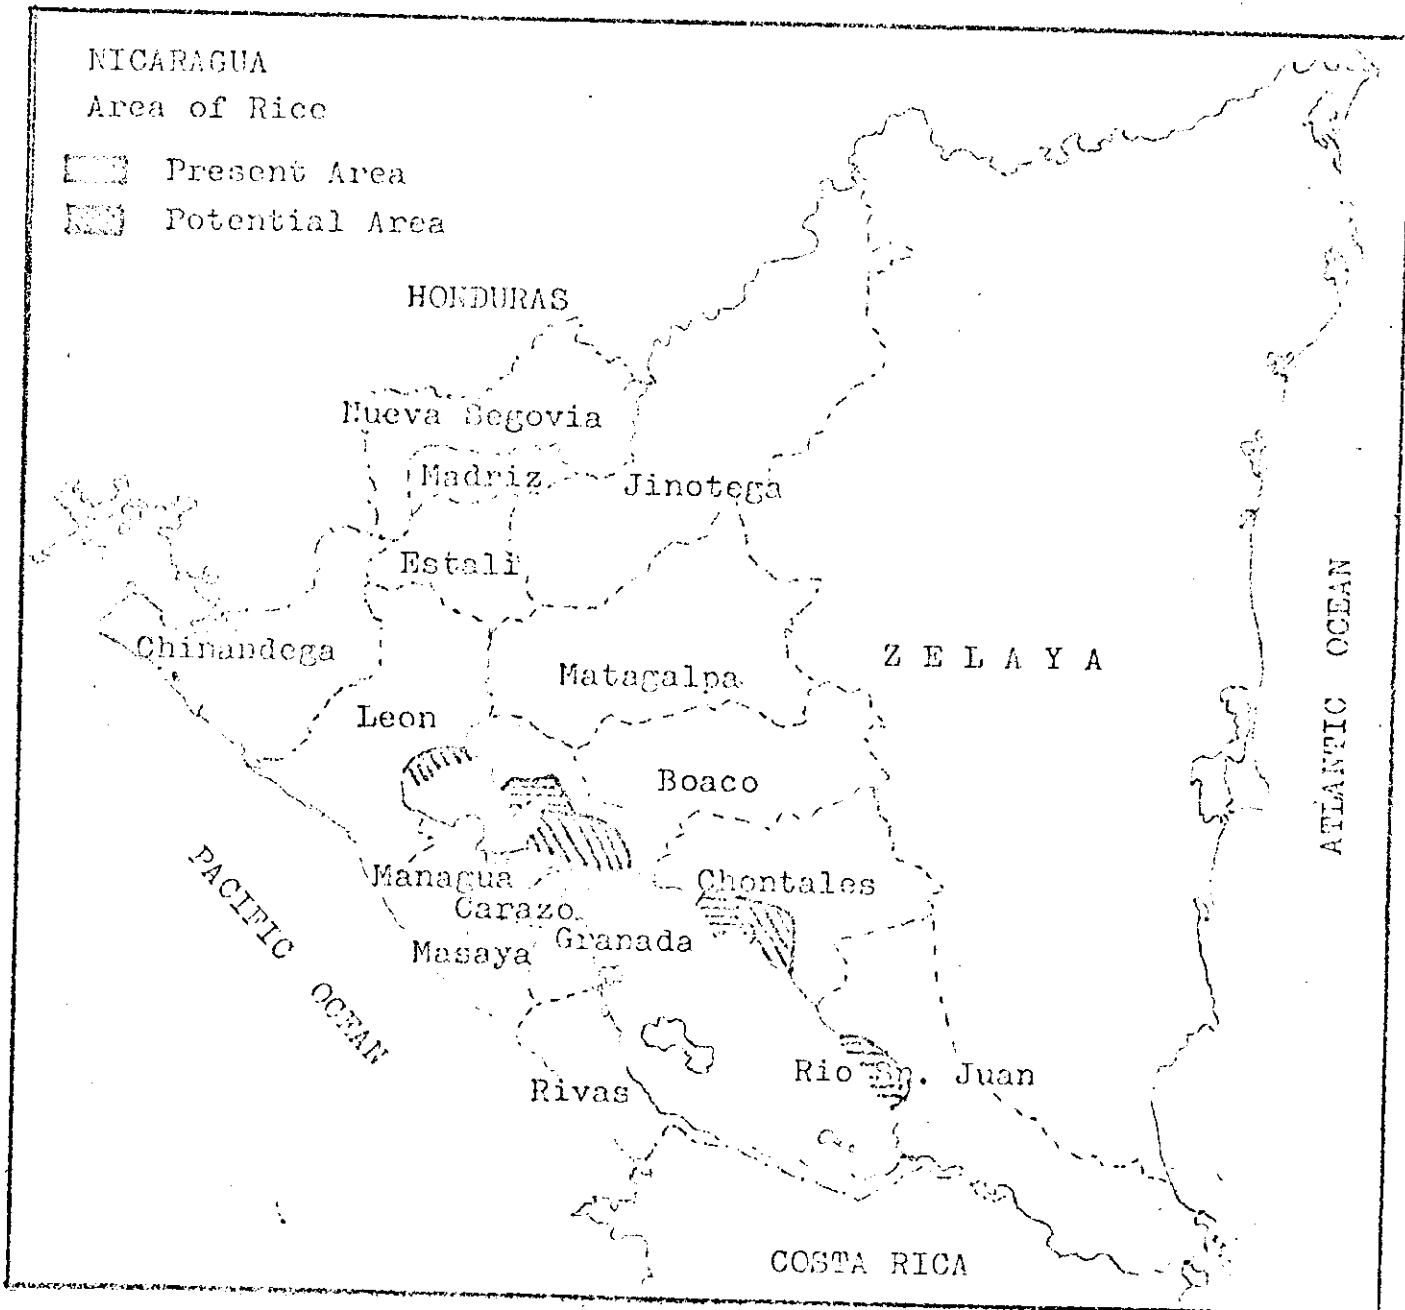 NICARAGUA
Area of Rice
Present Area
Potential Area
HONDURAS
Nueva Segovia
Madriz
Jinotega
Estali
Chinandega
Matagalpa
Z E L A Y A
Leon
Boaco
Managua
Chontales
Carazo
Granada
Masaya
Rio Sn. Juan
Rivas
COSTA RICA
PACIFIC OCEAN
ATLANTIC OCEAN